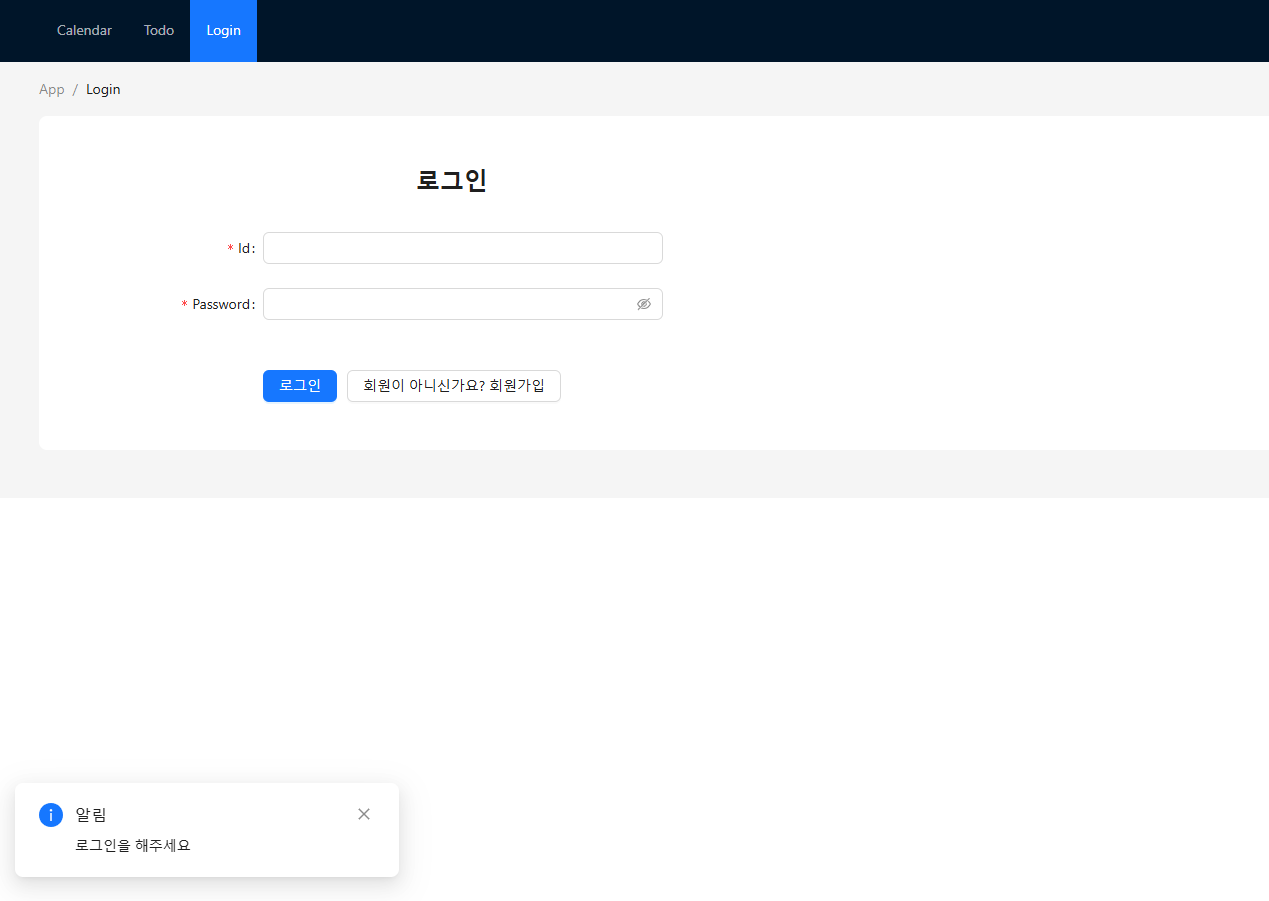 Calendar Todo Login
App / Login
로그인
* Id:
* Password:
로그인 회원이 아니신가요? 회원가입
알림
로그인을 해주세요